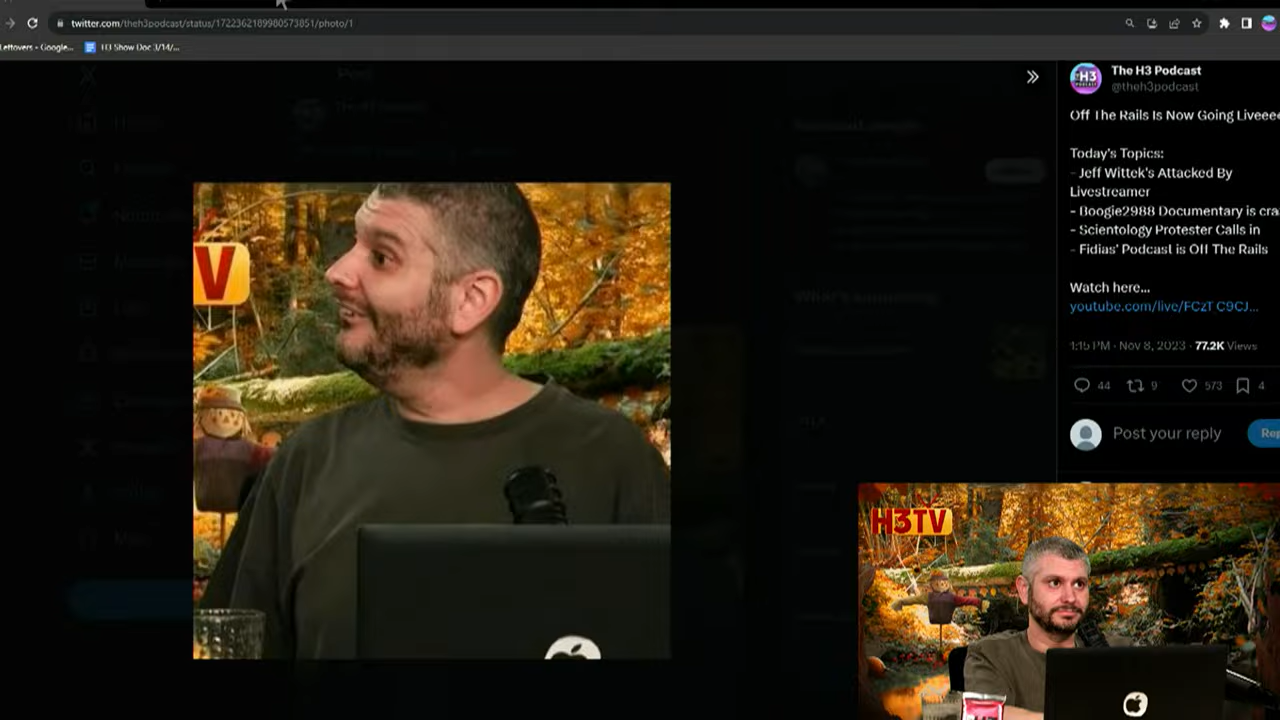 twitter.com/theh3podcast/status/1722362189980573851/photo/1
Leftovers - Google...
H3 Show Doc 3/14/...
The H3 Podcast
@theh3podcast
Off The Rails Is Now Going Liveeee
Today's Topics:
- Jeff Wittek's Attacked By
Livestreamer
- Boogie2988 Documentary is cra
- Scientology Protester Calls in
- Fidias' Podcast is Off The Rails
Watch here...
youtube.com/live/FCzT C9CJ...
1:15 PM · Nov 8, 2023 · 77.2K Views
44
9
573
4
Post your reply
Rep
V
H3TV
H3
Post